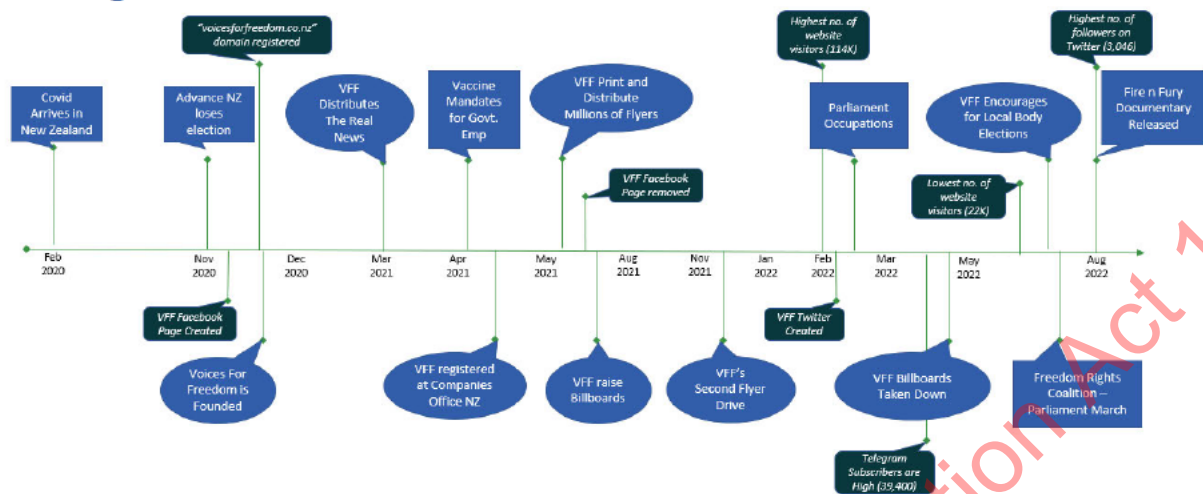 "voicesforfreedom.co.nz"
domain registered
Highest no. of
website
visitors (114K)
Highest no. of
followers on
Twitter (3,046)
Covid
Arrives in
New Zealand
Advance NZ
loses
election
VFF
Distributes
The Real
News
Vaccine
Mandates
for Govt.
Emp
VFF Print and
Distribute
Millions of Flyers
Parliament
Occupations
VFF Encourages
for Local Body
Elections
Fire n Fury
Documentary
Released
VFF Facebook
Page removed
Lowest no. of
website
visitors (22K)
Feb
2020
Nov
2020
Dec
2020
Mar
2021
Apr
2021
May
2021
Aug
2021
Nov
2021
Jan
2022
Feb
2022
Mar
2022
May
2022
Aug
2022
VFF Facebook
Page Created
VFF Twitter
Created
Voices For
Freedom is
Founded
VFF registered
at Companies
Office NZ
VFF raise
Billboards
VFF's
Second Flyer
Drive
VFF Billboards
Taken Down
Freedom Rights
Coalition –
Parliament March
Telegram
Subscribers are
High (39,400)
Act 1